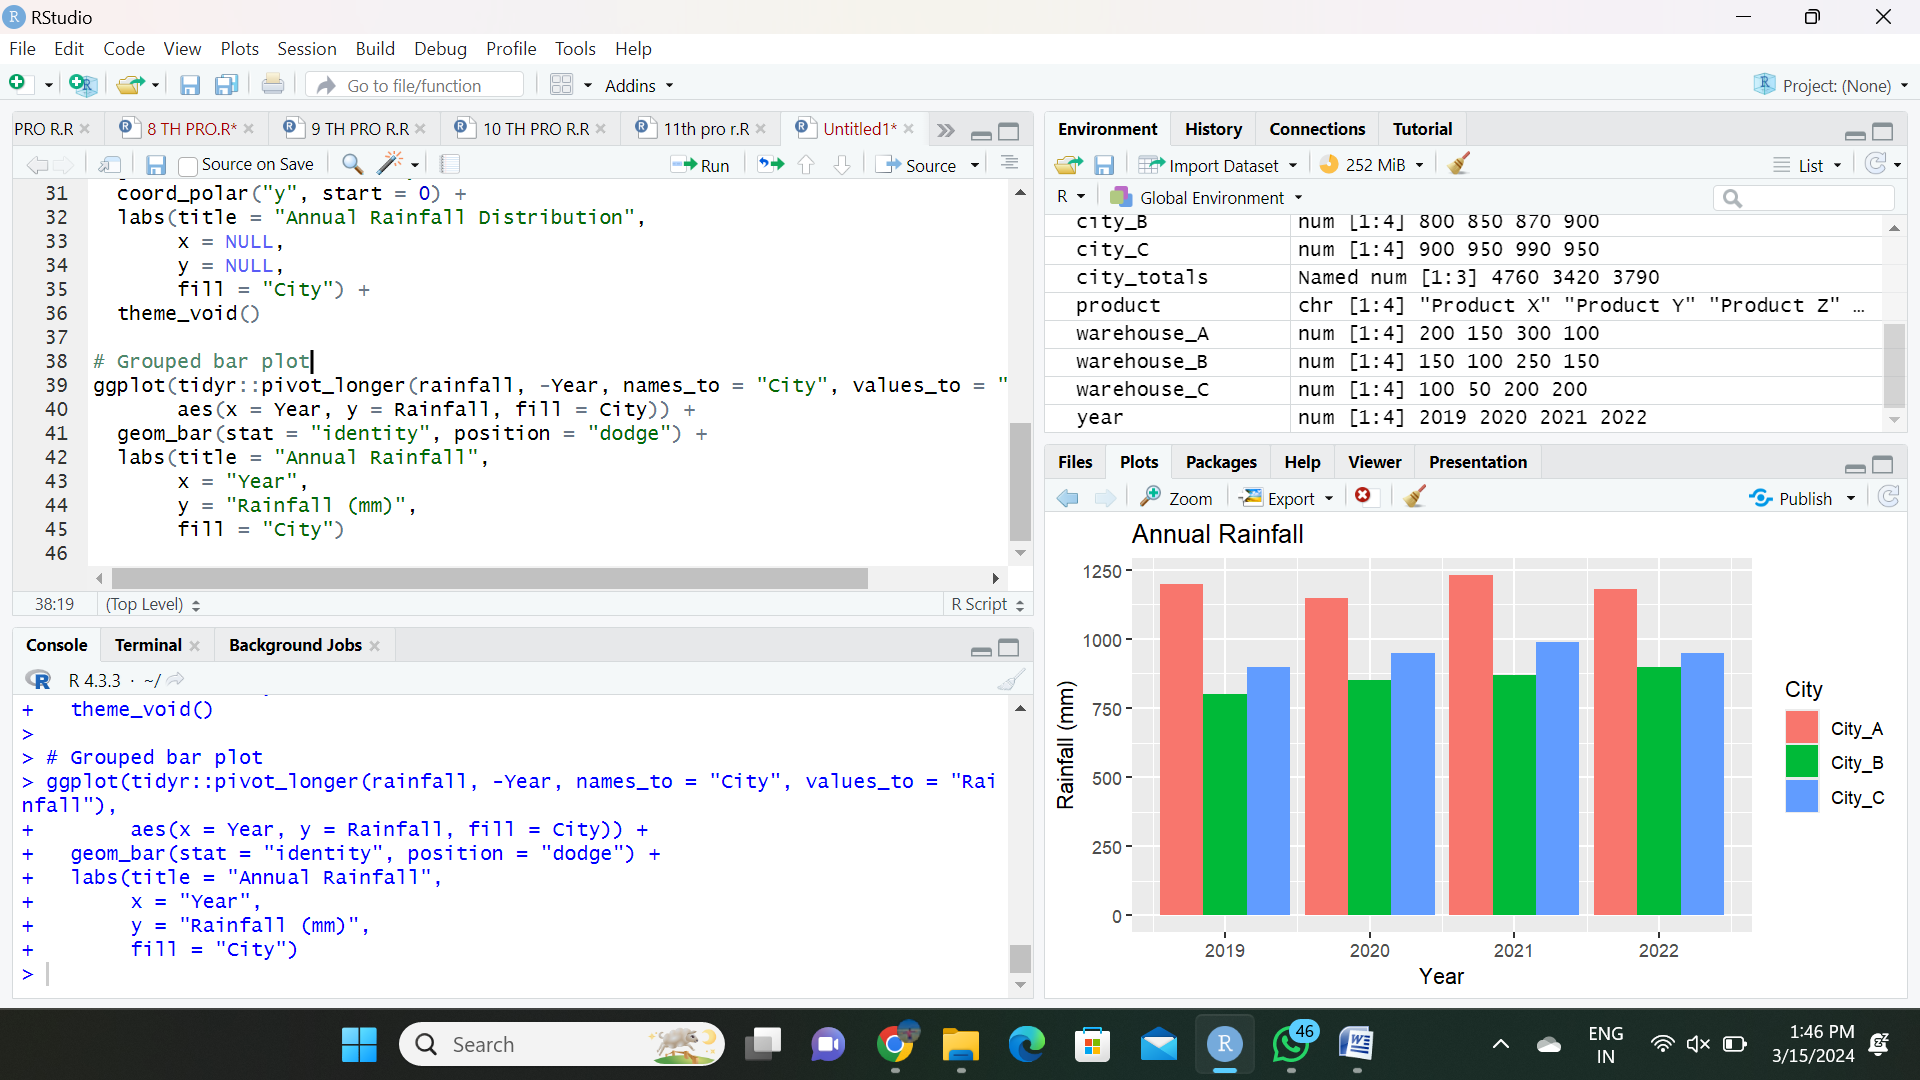 RStudio
File Edit Code View Plots Session Build Debug Profile Tools Help
Go to file/function Addins Project: (None)
PRO R.R 8 TH PRO.R* 9 TH PRO R.R 10 TH PRO R.R 11th pro r.R Untitled1*
Source on Save Run Source
31 coord_polar("y", start = 0) +
32 labs(title = "Annual Rainfall Distribution",
33 x = NULL,
34 y = NULL,
35 fill = "City") +
36 theme_void()
37
38 # Grouped bar plot
39 ggplot(tidyr::pivot_longer(rainfall, -Year, names_to = "City", values_to = "
40 aes(x = Year, y = Rainfall, fill = City)) +
41 geom_bar(stat = "identity", position = "dodge") +
42 labs(title = "Annual Rainfall",
43 x = "Year",
44 y = "Rainfall (mm)",
45 fill = "City")
46
38:19 (Top Level) R Script
Console Terminal Background Jobs
R 4.3.3 · ~/
+ theme_void()
>
> # Grouped bar plot
> ggplot(tidyr::pivot_longer(rainfall, -Year, names_to = "City", values_to = "Rai
nfall"),
+ aes(x = Year, y = Rainfall, fill = City)) +
+ geom_bar(stat = "identity", position = "dodge") +
+ labs(title = "Annual Rainfall",
+ x = "Year",
+ y = "Rainfall (mm)",
+ fill = "City")
>
Environment History Connections Tutorial
Import Dataset 252 MiB List
R Global Environment
city_B num [1:4] 800 850 870 900
city_C num [1:4] 900 950 990 950
city_totals Named num [1:3] 4760 3420 3790
product chr [1:4] "Product X" "Product Y" "Product Z" …
warehouse_A num [1:4] 200 150 300 100
warehouse_B num [1:4] 150 100 250 150
warehouse_C num [1:4] 100 50 200 200
year num [1:4] 2019 2020 2021 2022
Files Plots Packages Help Viewer Presentation
Zoom Export Publish
Annual Rainfall
1250
1000
750
500
250
0
Rainfall (mm)
2019 2020 2021 2022
Year
City
City_A
City_B
City_C
Search
46
ENG
IN
1:46 PM
3/15/2024